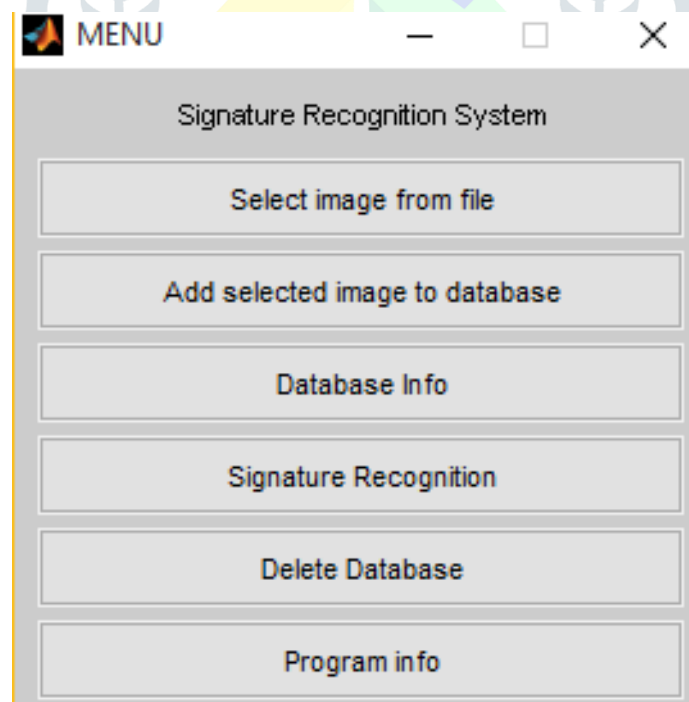 MENU
Signature Recognition System
Select image from file
Add selected image to database
Database Info
Signature Recognition
Delete Database
Program info